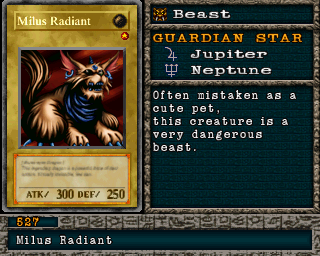 Milus Radiant
ATK/ 300 DEF/ 250
Beast
GUARDIAN STAR
Jupiter
Neptune
Often mistaken as a
cute pet,
this creature is a
very dangerous
beast.
527
Milus Radiant